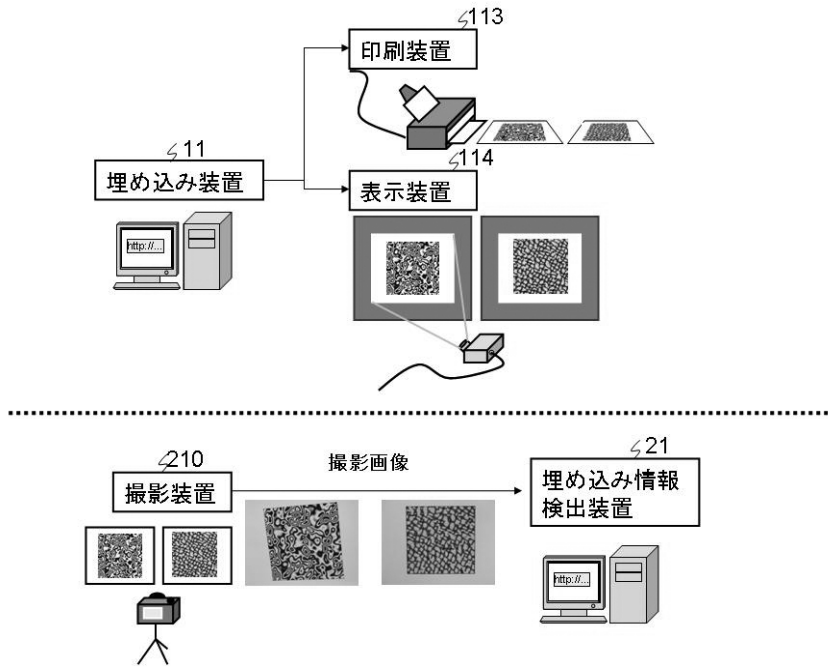 113
印刷装置
11
埋め込み装置
http://...
114
表示装置
210
撮影装置
撮影画像
21
埋め込み情報
検出装置
http://...